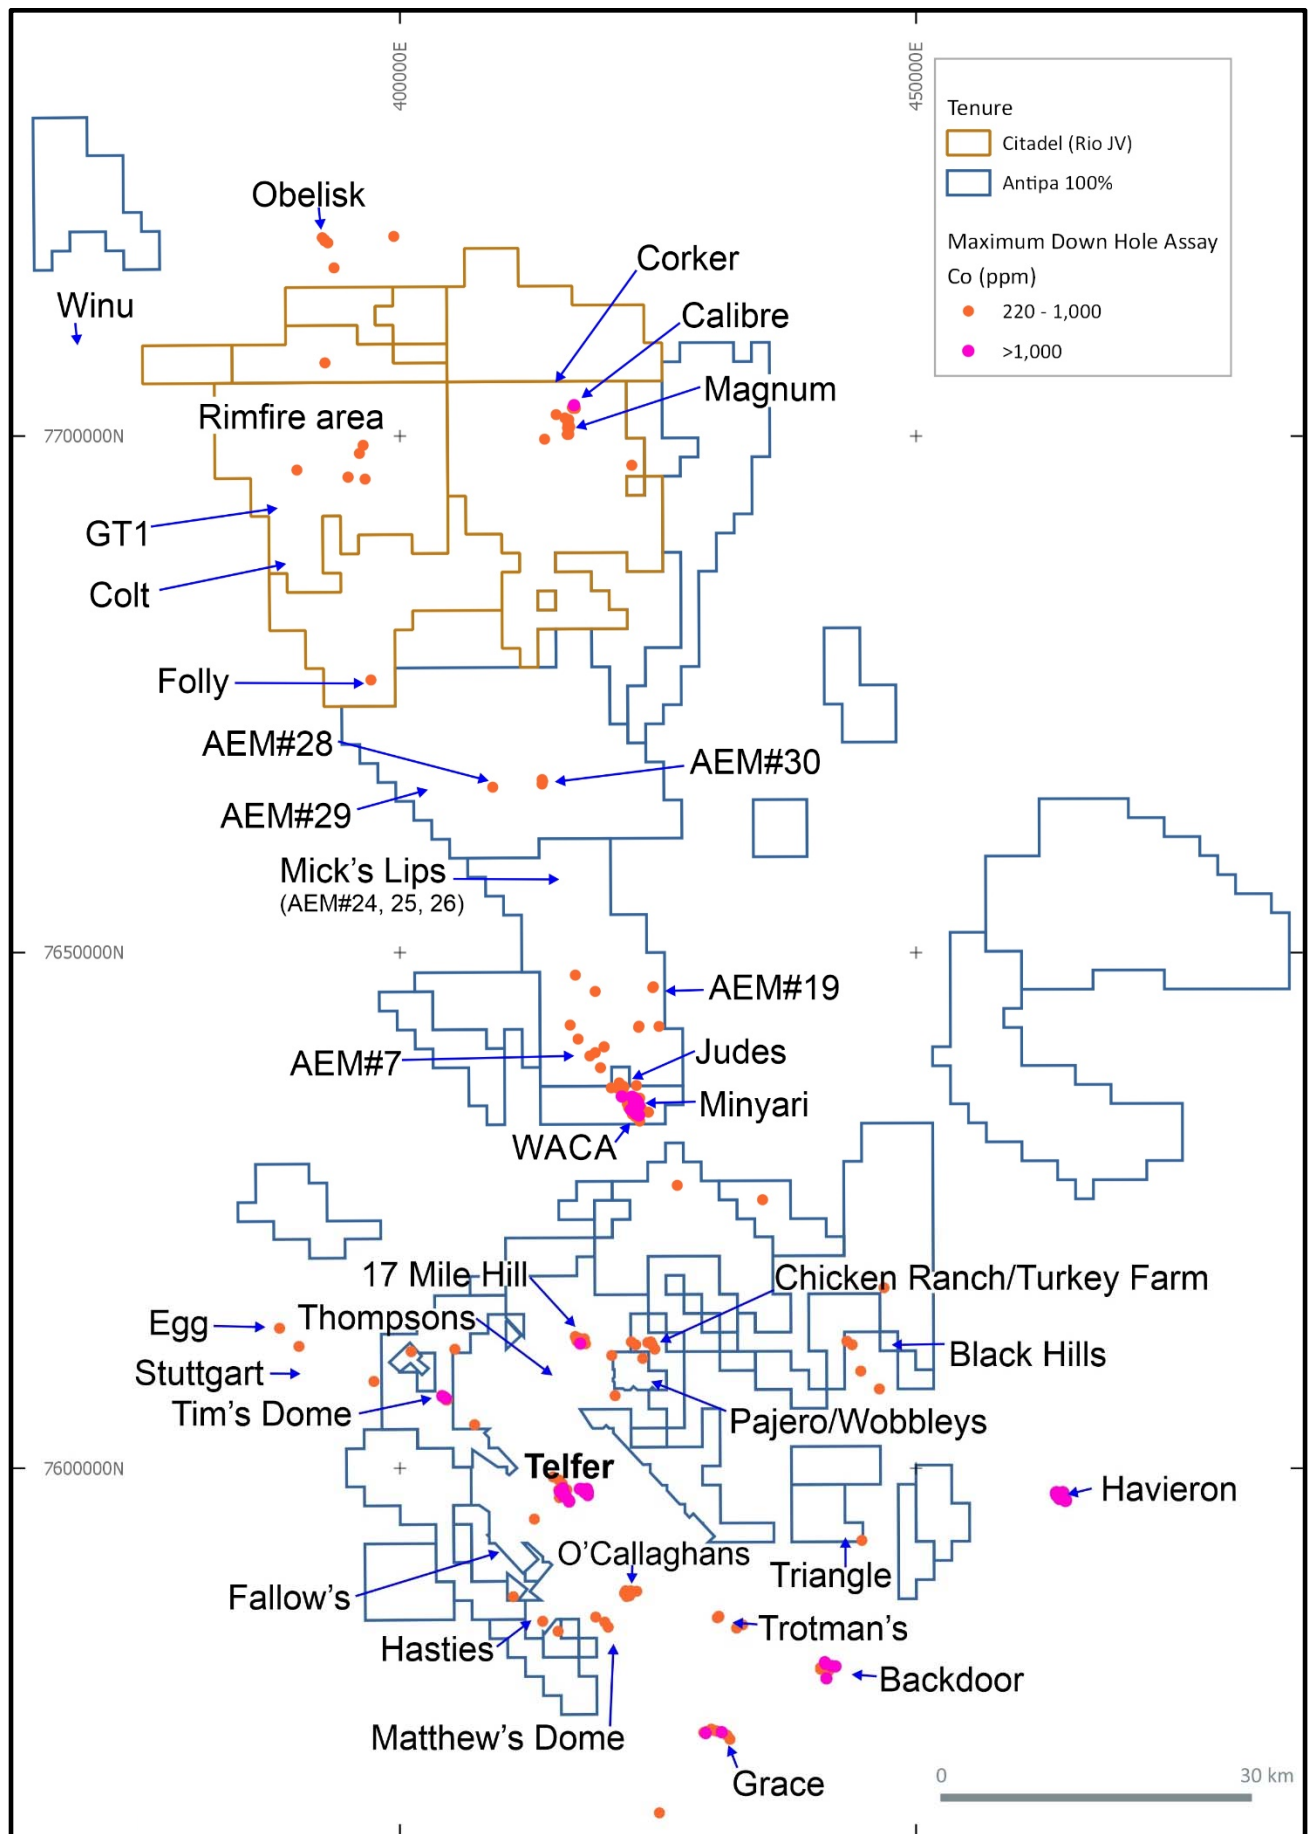 400000E
450000E
Tenure
Citadel (Rio JV)
Antipa 100%
Maximum Down Hole Assay
Co (ppm)
220 - 1,000
>1,000
Obelisk
Corker
Winu
Calibre
Magnum
Rimfire area
7700000N
GT1
Colt
Folly
AEM#28
AEM#30
AEM#29
Mick's Lips
(AEM#24, 25, 26)
7650000N
AEM#19
Judes
AEM#7
Minyari
WACA
17 Mile Hill
Chicken Ranch/Turkey Farm
Thompsons
Egg
Black Hills
Stuttgart
Tim's Dome
Pajero/Wobbleys
7600000N
Telfer
Havieron
O'Callaghans
Triangle
Fallow's
Trotman's
Hasties
Backdoor
Matthew's Dome
Grace
0
30 km